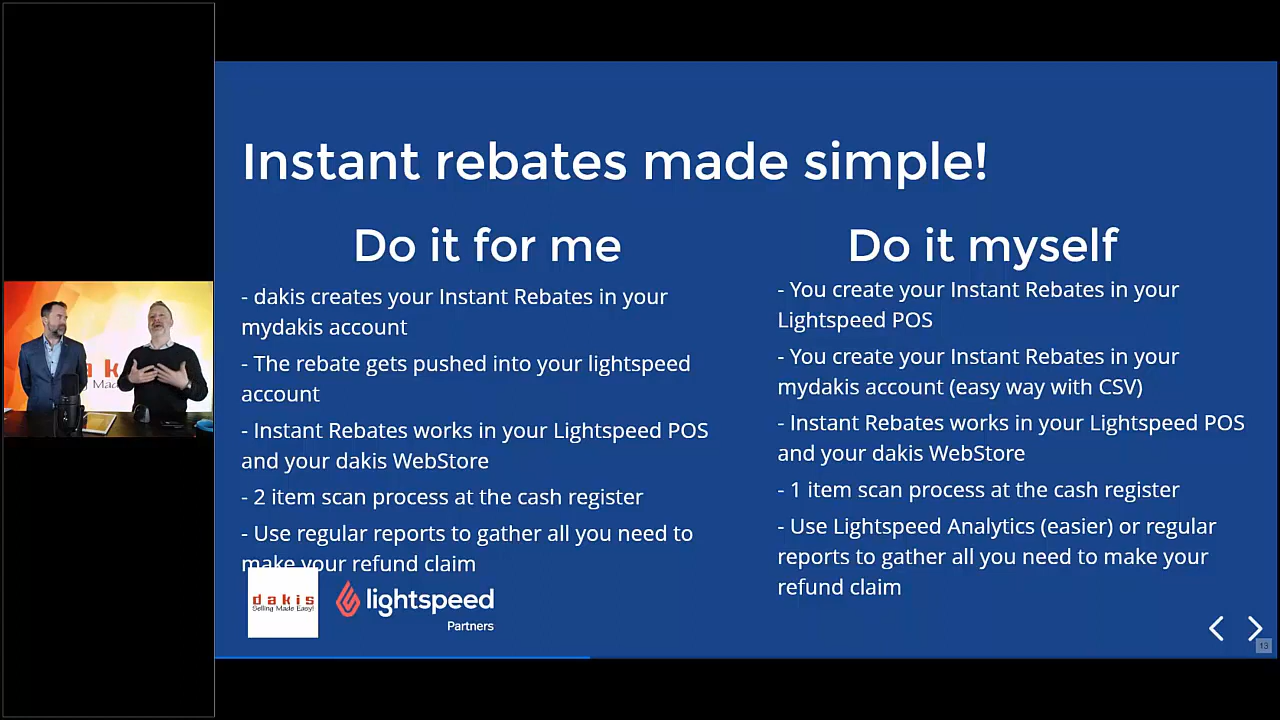 Instant rebates made simple!
Do it for me
- dakis creates your Instant Rebates in your
mydakis account
- The rebate gets pushed into your lightspeed
account
- Instant Rebates works in your Lightspeed POS
and your dakis WebStore
- 2 item scan process at the cash register
- Use regular reports to gather all you need to
make your refund claim
Do it myself
- You create your Instant Rebates in your
Lightspeed POS
- You create your Instant Rebates in your
mydakis account (easy way with CSV)
- Instant Rebates works in your Lightspeed POS
and your dakis WebStore
- 1 item scan process at the cash register
- Use Lightspeed Analytics (easier) or regular
reports to gather all you need to make your
refund claim
dakis
Selling Made Easy!
lightspeed
Partners
13